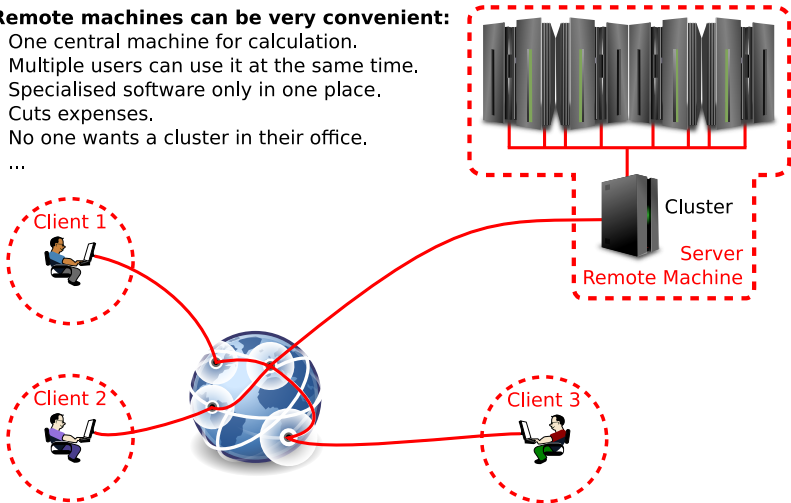 Remote machines can be very convenient:
One central machine for calculation.
Multiple users can use it at the same time.
Specialised software only in one place.
Cuts expenses.
No one wants a cluster in their office.
...
Client 1
Cluster
Server
Remote Machine
Client 2
Client 3